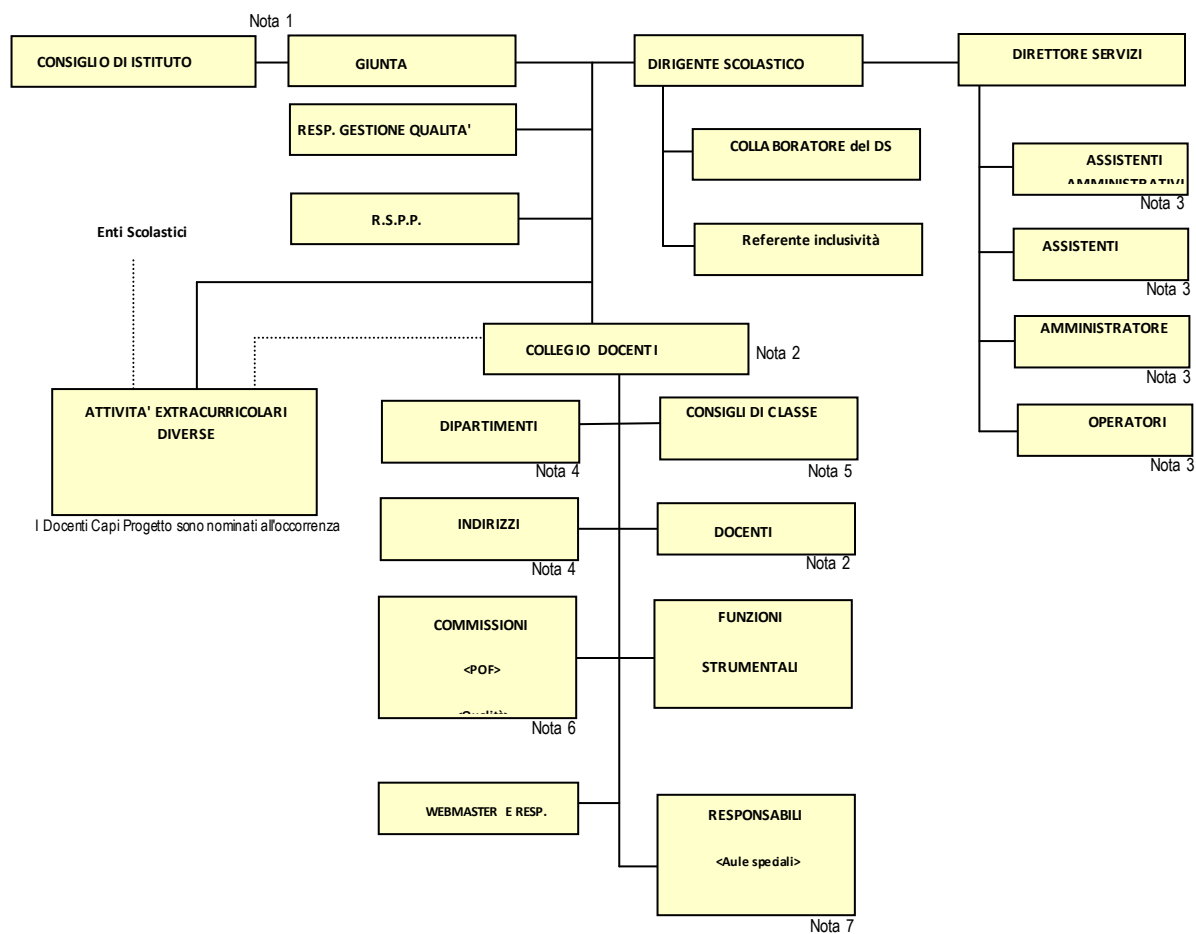 Nota 1
CONSIGLIO DI ISTITUTO
GIUNTA
DIRIGENTE SCOLASTICO
DIRETTORE SERVIZI
RESP. GESTIONE QUALITA'
COLLABORATORE del DS
ASSISTENTI
AMMINISTRATIVI
Nota 3
R.S.P.P.
Enti Scolastici
Referente inclusività
ASSISTENTI
Nota 3
COLLEGIO DOCENTI
Nota 2
AMMINISTRATORE
Nota 3
ATTIVITA' EXTRACURRICOLARI
DIVERSE
I Docenti Capi Progetto sono nominati all'occorrenza
DIPARTIMENTI
Nota 4
CONSIGLI DI CLASSE
Nota 5
OPERATORI
Nota 3
INDIRIZZI
Nota 4
DOCENTI
Nota 2
COMMISSIONI
<POF>
Nota 6
FUNZIONI
STRUMENTALI
WEBMASTER E RESP.
RESPONSABILI
<Aule speciali>
Nota 7